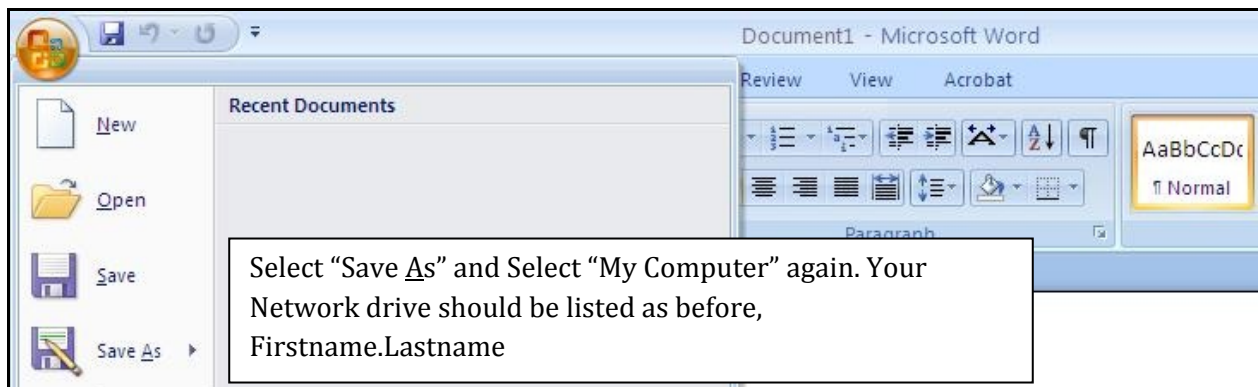 Document1 - Microsoft Word
Review View Acrobat
Recent Documents
New
Open
Save
Save As
AaBbCcDc
¶ Normal
Paragraph
Select “Save As” and Select “My Computer” again. Your
Network drive should be listed as before,
Firstname.Lastname